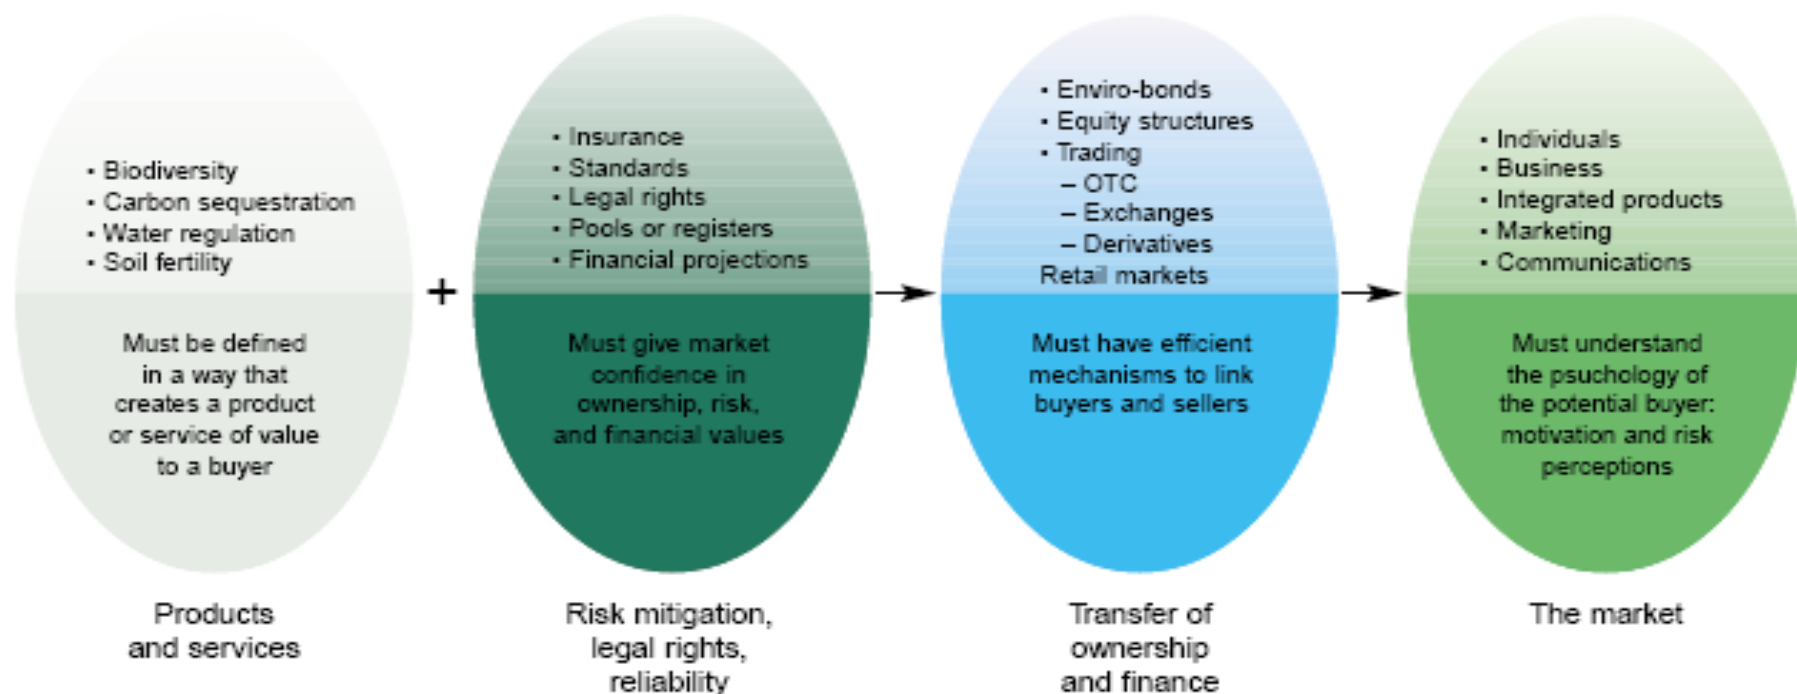 • Biodiversity
• Carbon sequestration
• Water regulation
• Soil fertility
Must be defined
in a way that
creates a product
or service of value
to a buyer
Products
and services
+
• Insurance
• Standards
• Legal rights
• Pools or registers
• Financial projections
Must give market
confidence in
ownership, risk,
and financial values
Risk mitigation,
legal rights,
reliability
• Enviro-bonds
• Equity structures
• Trading
– OTC
– Exchanges
– Derivatives
Retail markets
Must have efficient
mechanisms to link
buyers and sellers
Transfer of
ownership
and finance
• Individuals
• Business
• Integrated products
• Marketing
• Communications
Must understand
the psuchology of
the potential buyer:
motivation and risk
perceptions
The market